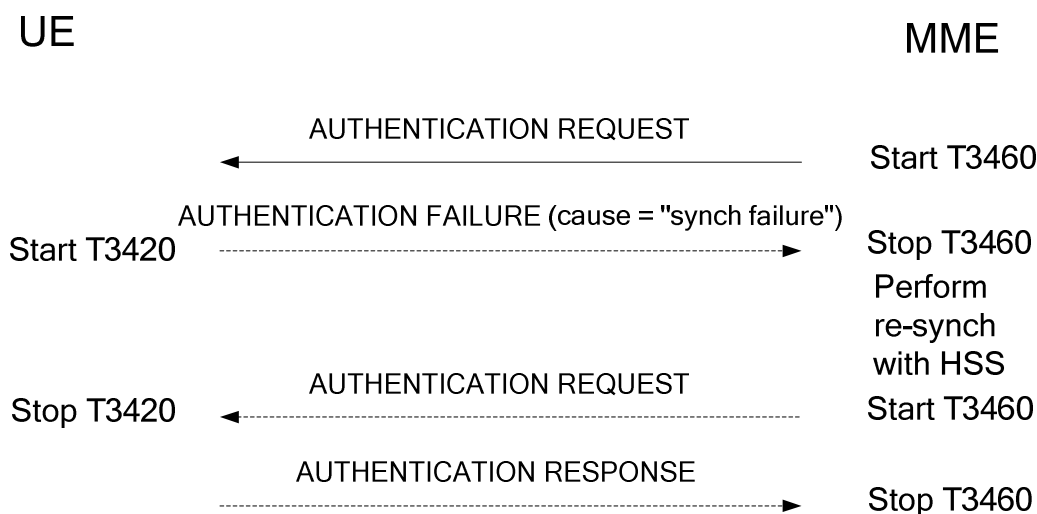 UE
MME
AUTHENTICATION REQUEST
Start T3460
AUTHENTICATION FAILURE (cause = "synch failure")
Start T3420
Stop T3460
Perform
re-synch
with HSS
AUTHENTICATION REQUEST
Stop T3420
Start T3460
AUTHENTICATION RESPONSE
Stop T3460